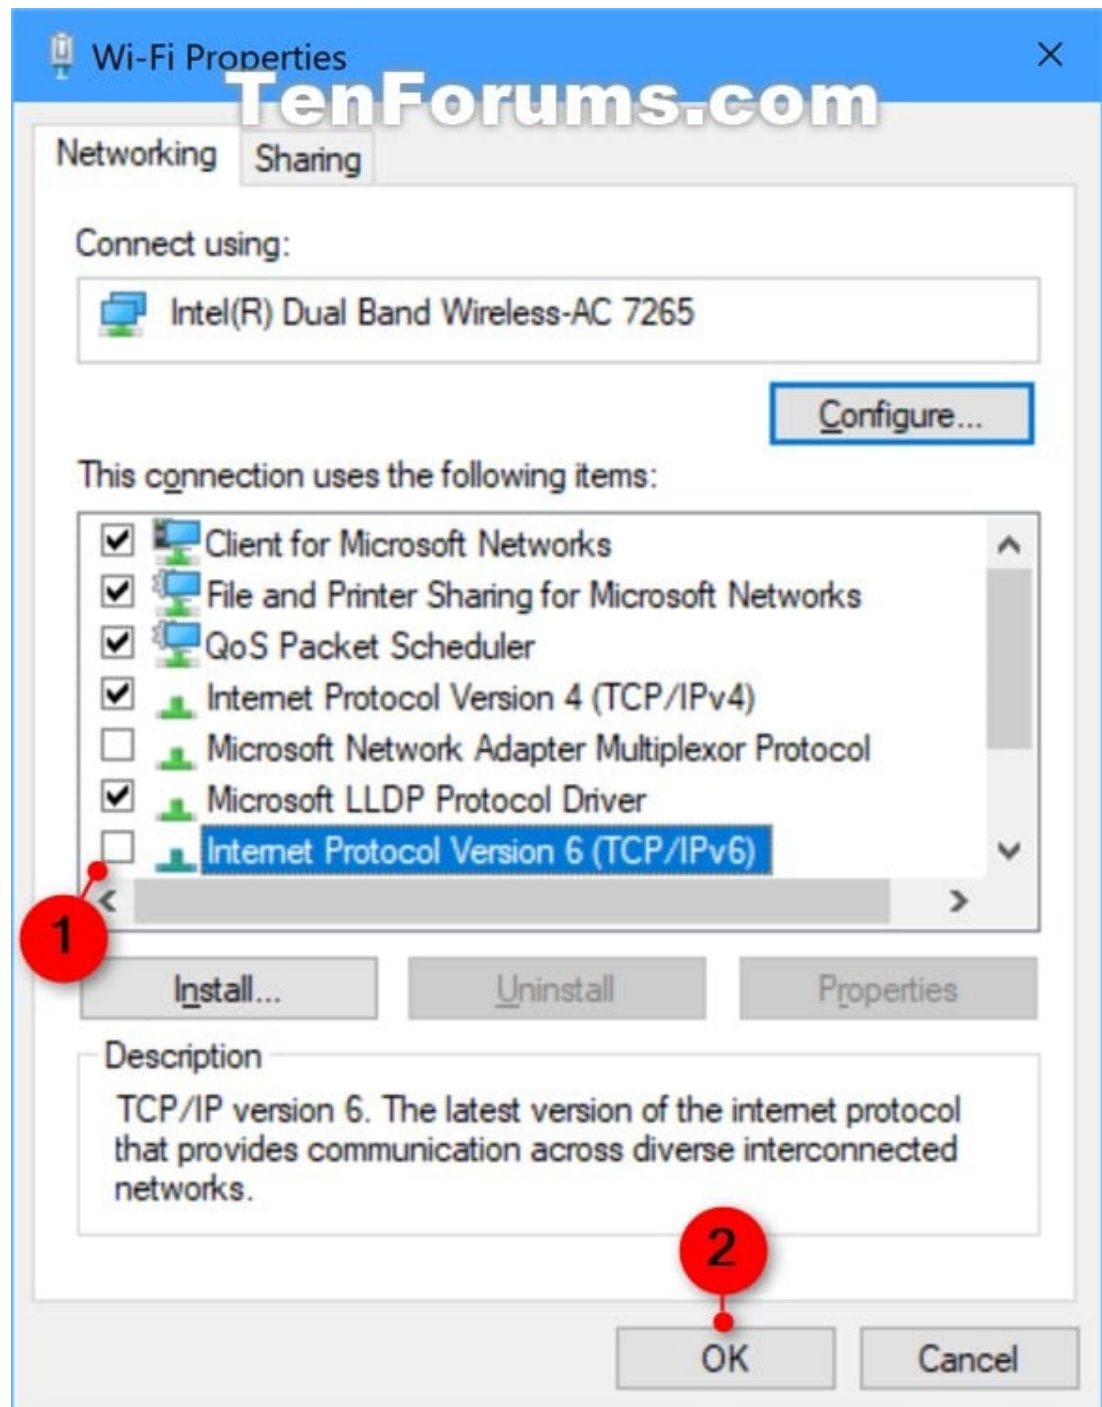 Wi-Fi Properties
TenForums.com
Networking
Sharing
Connect using:
Intel(R) Dual Band Wireless-AC 7265
Configure...
This connection uses the following items:
Client for Microsoft Networks
File and Printer Sharing for Microsoft Networks
QoS Packet Scheduler
Internet Protocol Version 4 (TCP/IPv4)
Microsoft Network Adapter Multiplexor Protocol
Microsoft LLDP Protocol Driver
Internet Protocol Version 6 (TCP/IPv6)
1
Install...
Uninstall
Properties
Description
TCP/IP version 6. The latest version of the internet protocol
that provides communication across diverse interconnected
networks.
2
OK
Cancel